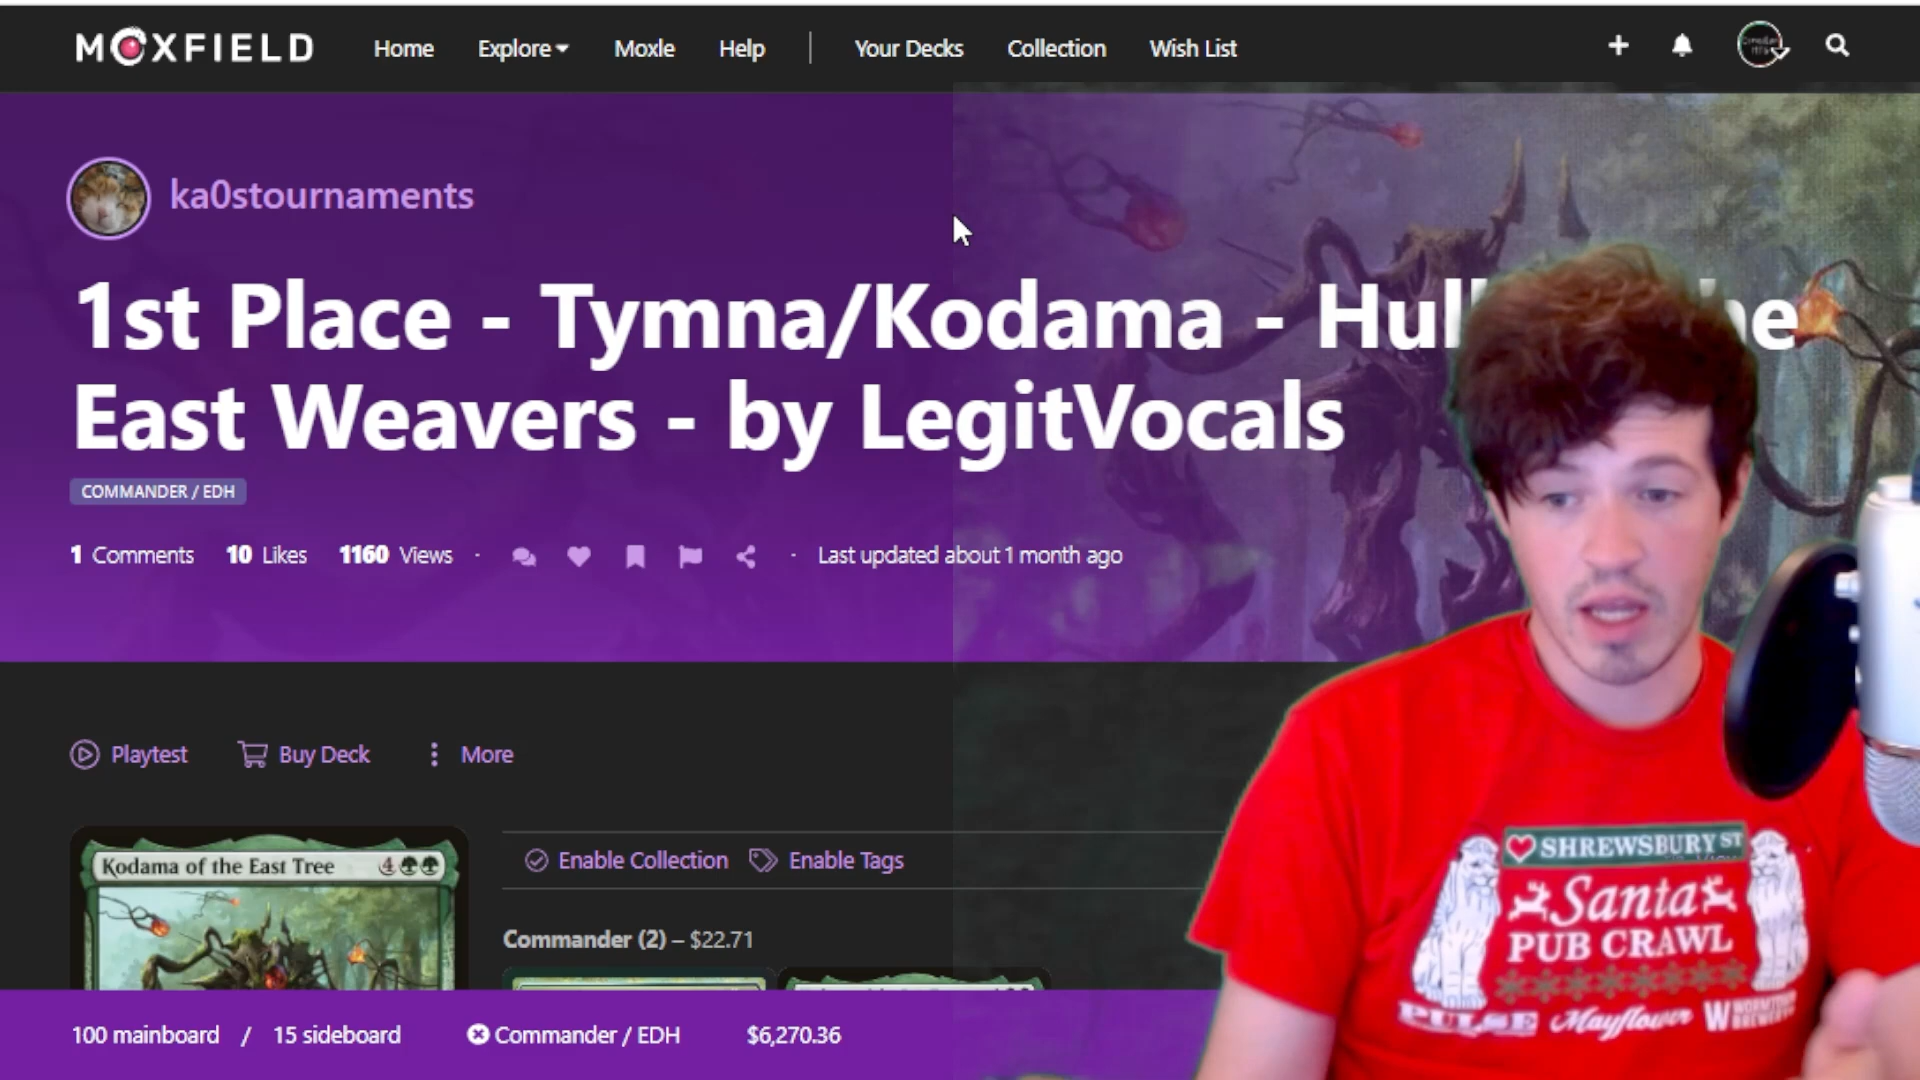 MOXFIELD Home Explore Moxle Help Your Decks Collection Wish List
ka0stournaments
1st Place - Tymna/Kodama - Hul he
East Weavers - by LegitVocals
COMMANDER / EDH
1 Comments 10 Likes 1160 Views · · Last updated about 1 month ago
Playtest Buy Deck More
Kodama of the East Tree 4
Enable Collection Enable Tags
Commander (2) – $22.71
100 mainboard / 15 sideboard Commander / EDH $6,270.36
SHREWSBURY ST
Santa
PUB CRAWL
PULSE Mayflower